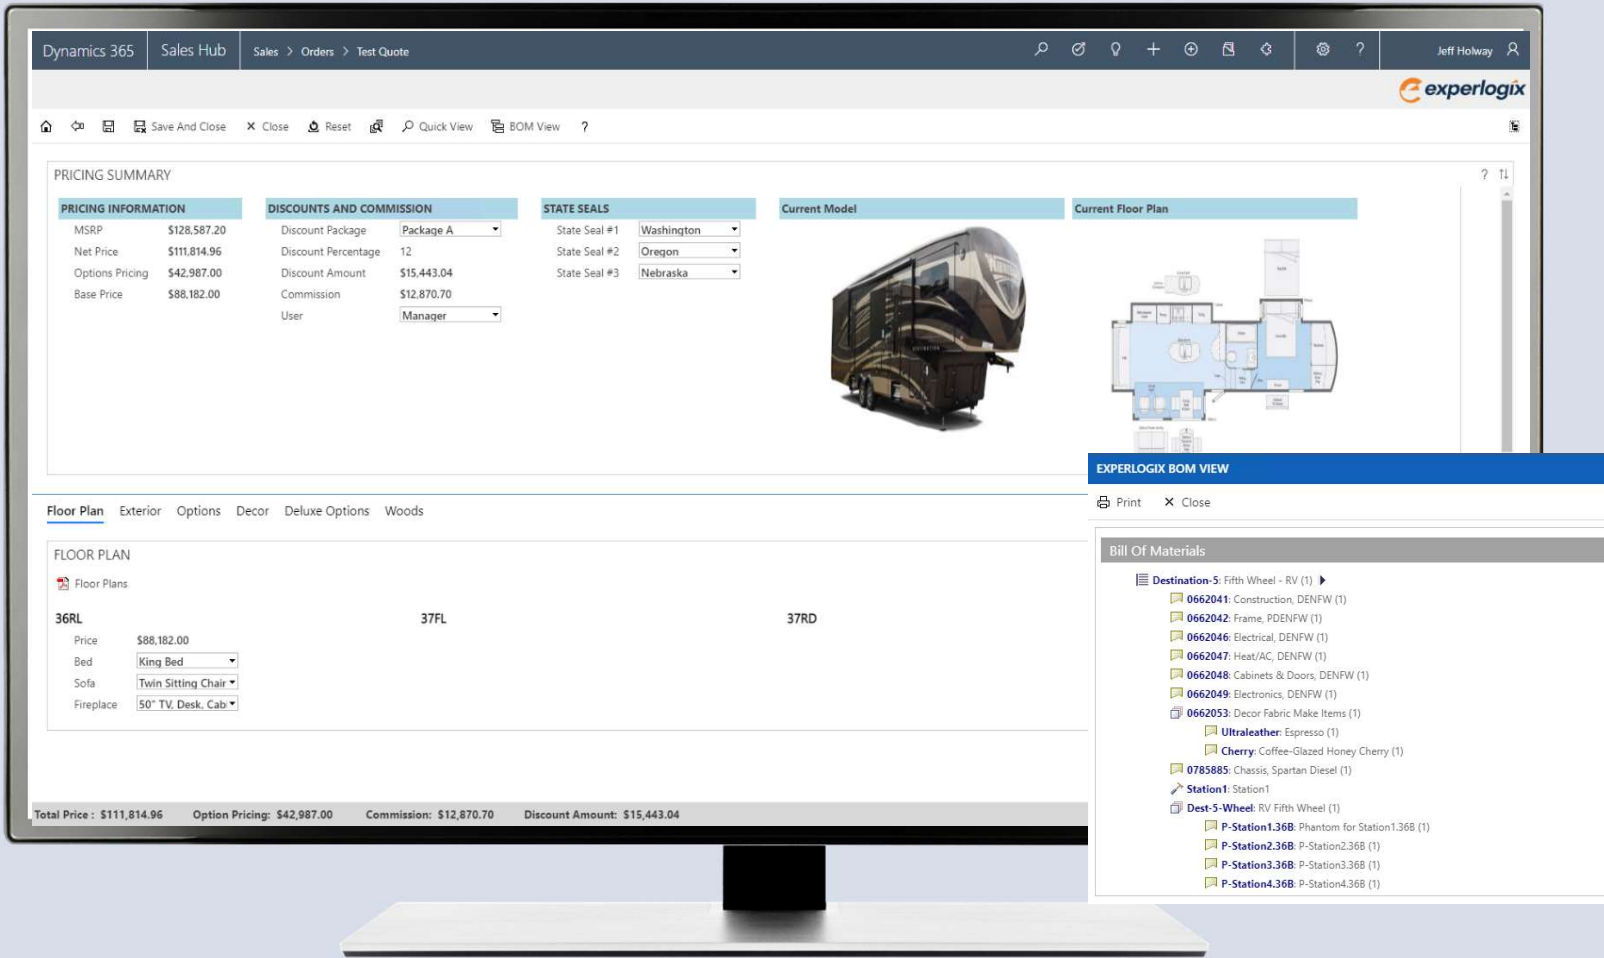 Dynamics 365 Sales Hub Sales > Orders > Test Quote Jeff Holway
experlogix
Save And Close Close Reset Quick View BOM View ?
PRICING SUMMARY
PRICING INFORMATION
MSRP $128,587.20
Net Price $111,814.96
Options Pricing $42,987.00
Base Price $88,182.00
DISCOUNTS AND COMMISSION
Discount Package Package A
Discount Percentage 12
Discount Amount $15,443.04
Commission $12,870.70
User Manager
STATE SEALS
State Seal #1 Washington
State Seal #2 Oregon
State Seal #3 Nebraska
Current Model
Current Floor Plan
Floor Plan Exterior Options Decor Deluxe Options Woods
FLOOR PLAN
Floor Plans
36RL 37FL 37RD
Price $88,182.00
Bed King Bed
Sofa Twin Sitting Chair
Fireplace 50" TV, Desk, Cab
Total Price : $111,814.96 Option Pricing: $42,987.00 Commission: $12,870.70 Discount Amount: $15,443.04
EXPERLOGIX BOM VIEW
Print Close
Bill Of Materials
Destination-5: Fifth Wheel - RV (1)
0662041: Construction, DENFW (1)
0662042: Frame, PDENFW (1)
0662046: Electrical, DENFW (1)
0662047: Heat/AC, DENFW (1)
0662048: Cabinets & Doors, DENFW (1)
0662049: Electronics, DENFW (1)
0662053: Decor Fabric Make Items (1)
Ultraleather: Espresso (1)
Cherry: Coffee-Glazed Honey Cherry (1)
0785885: Chassis, Spartan Diesel (1)
Station1: Station1
Dest-5-Wheel: RV Fifth Wheel (1)
P-Station1.36B: Phantom for Station1.36B (1)
P-Station2.36B: P-Station2.36B (1)
P-Station3.36B: P-Station3.36B (1)
P-Station4.36B: P-Station4.36B (1)